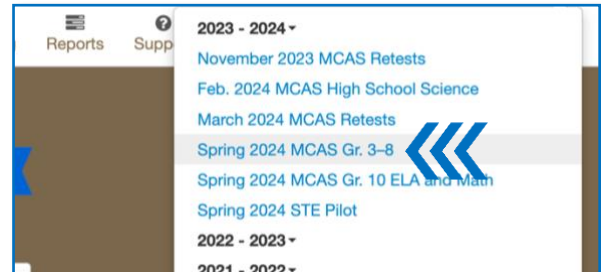 Reports
Supp
2023 - 2024
November 2023 MCAS Retests
Feb. 2024 MCAS High School Science
March 2024 MCAS Retests
Spring 2024 MCAS Gr. 3–8
Spring 2024 MCAS Gr. 10 ELA and Math
Spring 2024 STE Pilot
2022 - 2023
2021 - 2022